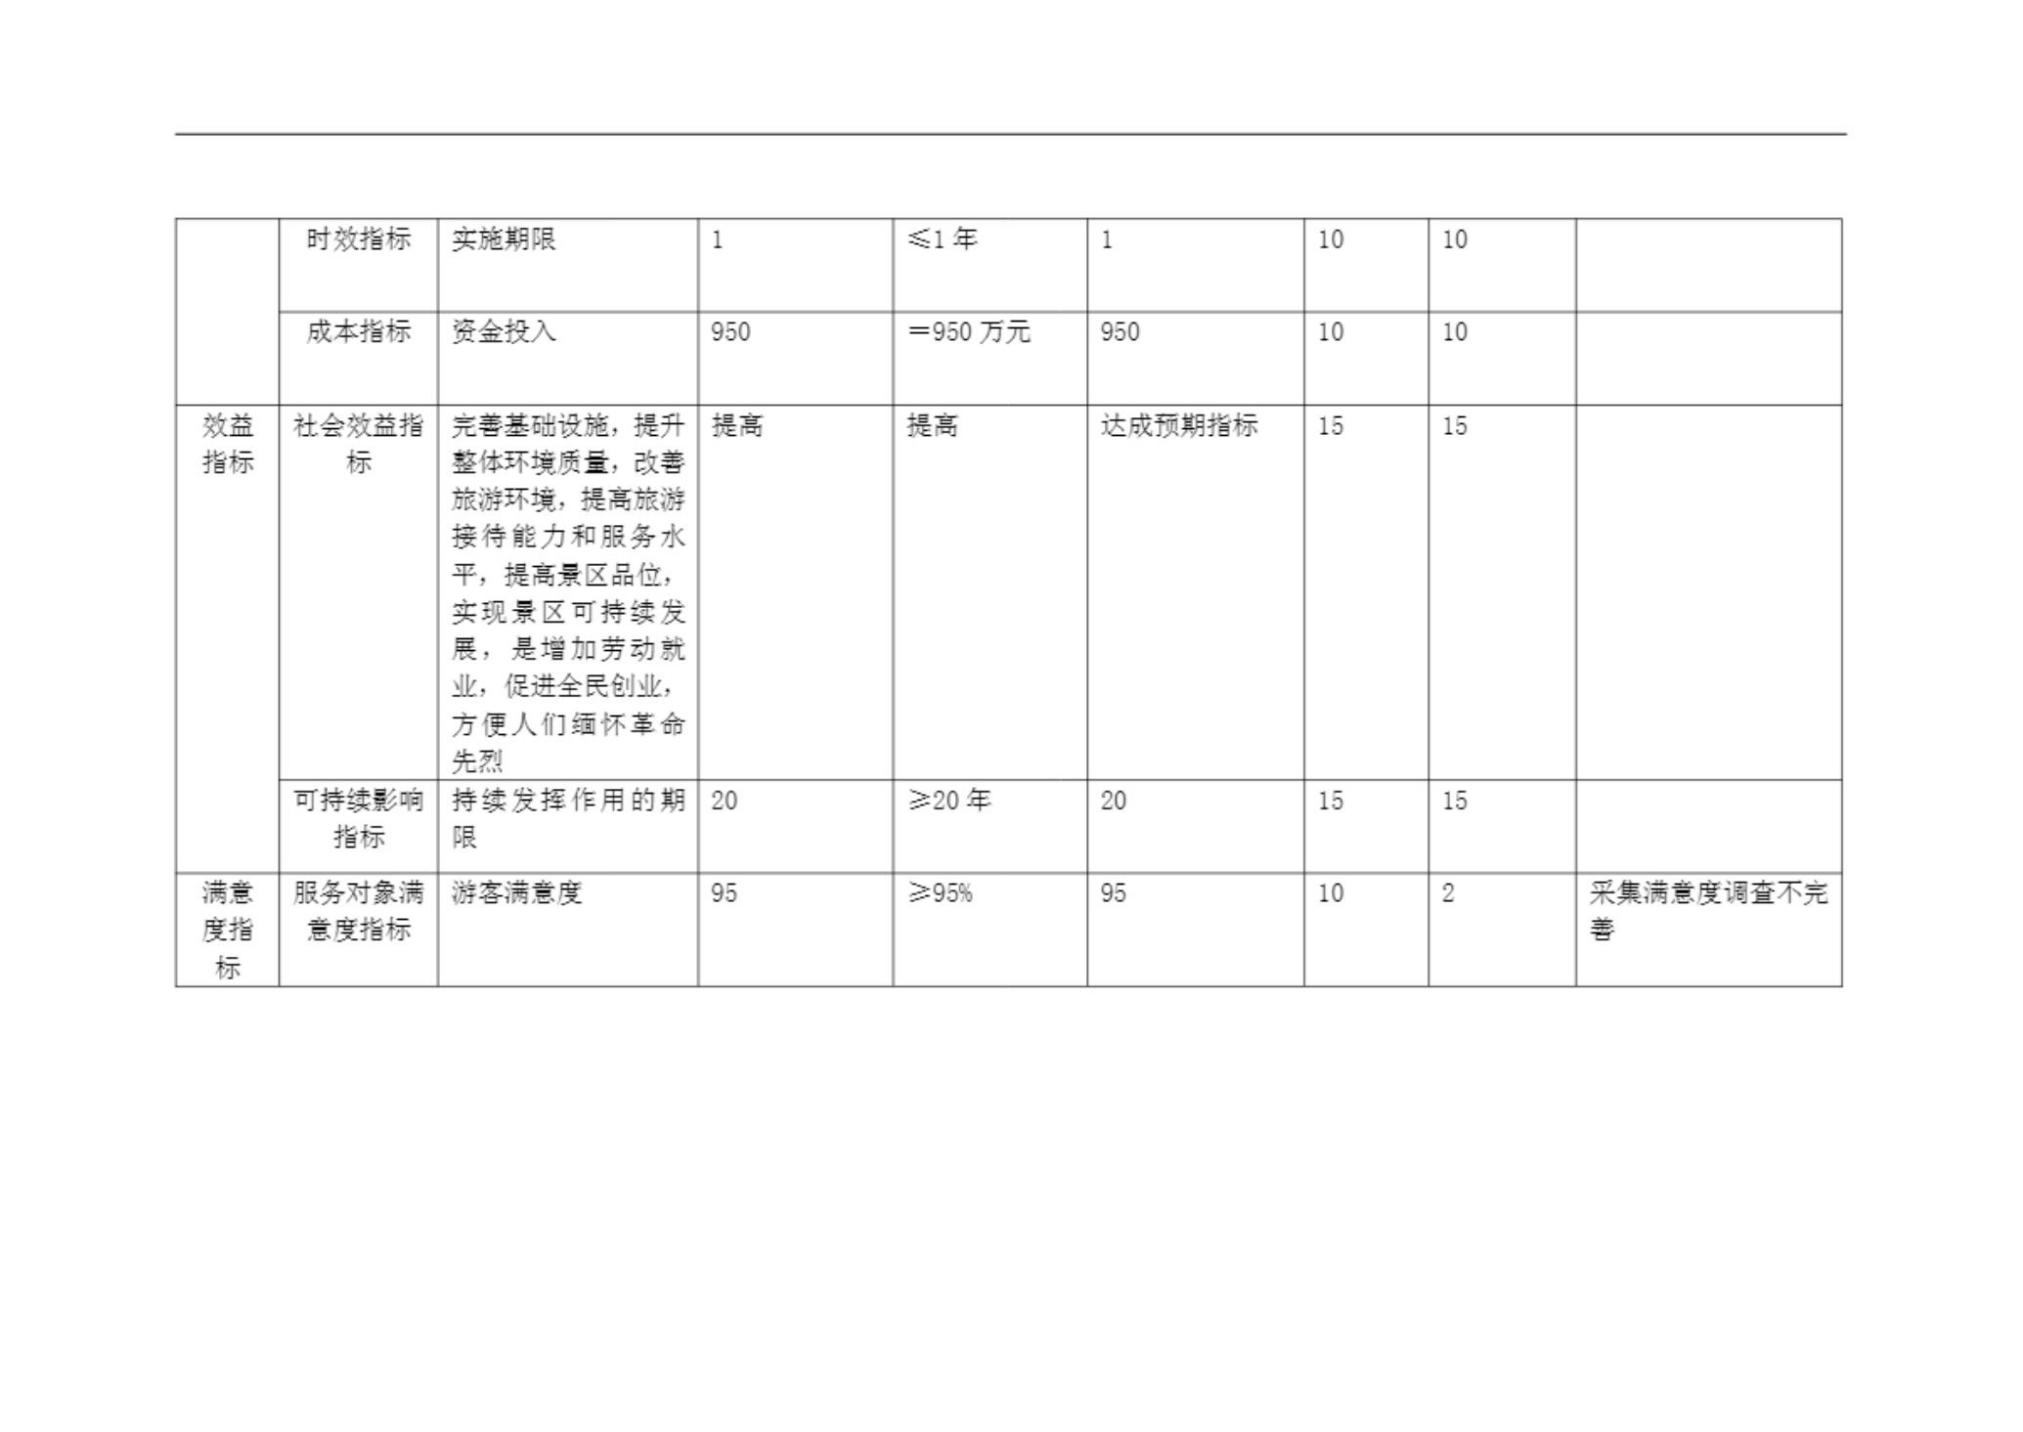 时效指标 实施期限 1 ≤1 年 1 10 10
成本指标 资金投入 950 ＝950 万元 950 10 10
效益 社会效益指 完善基础设施，提升 提高 提高 达成预期指标 15 15
指标 标 整体环境质量，改善
旅游环境，提高旅游
接待能力和服务水
平，提高景区品位，
实现景区可持续发
展，是增加劳动就
业，促进全民创业，
方便人们缅怀革命
先烈
可持续影响 持续发挥作用的期 20 ≥20 年 20 15 15
指标 限
满意 服务对象满 游客满意度 95 ≥95% 95 10 2 采集满意度调查不完
度指 意度指标 善
标